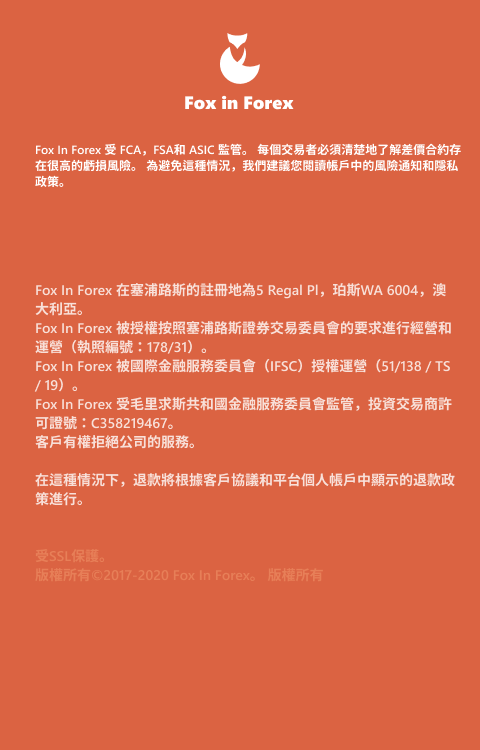 Fox in Forex
Fox In Forex 受 FCA，FSA和 ASIC 監管。 每個交易者必須清楚地了解差價合約存
在很高的虧損風險。 為避免這種情況，我們建議您閱讀帳戶中的風險通知和隱私
政策。
Fox In Forex 在塞浦路斯的註冊地為5 Regal Pl，珀斯WA 6004，澳
大利亞。
Fox In Forex 被授權按照塞浦路斯證券交易委員會的要求進行經營和
運營（執照編號：178/31）。
Fox In Forex 被國際金融服務委員會（IFSC）授權運營（51/138 / TS
/ 19）。
Fox In Forex 受毛里求斯共和國金融服務委員會監管，投資交易商許
可證號：C358219467。
客戶有權拒絕公司的服務。
在這種情況下，退款將根據客戶協議和平台個人帳戶中顯示的退款政
策進行。
受SSL保護。
版權所有©2017-2020 Fox In Forex。 版權所有